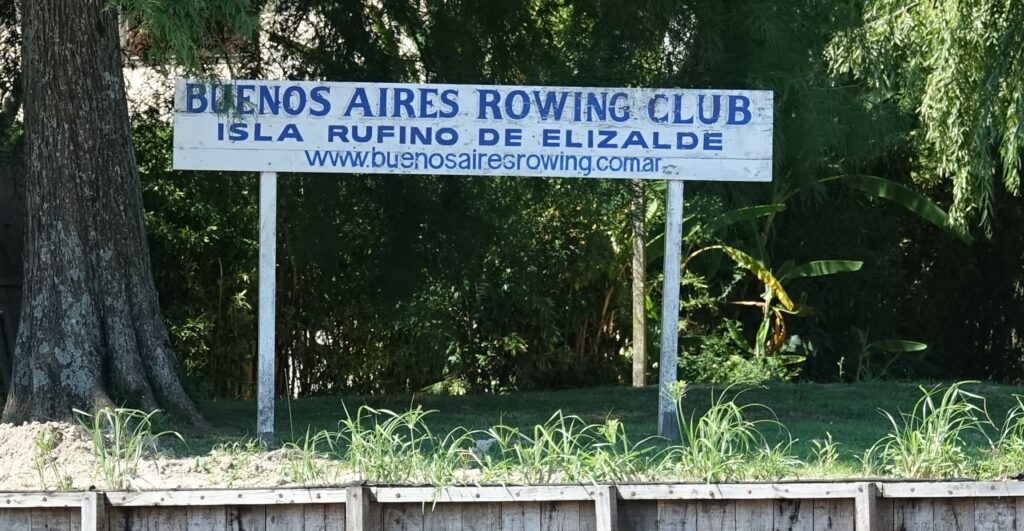 BUENOS AIRES ROWING CLUB
ISLA RUFINO DE ELIZALDE
www.buenosairesrowing.com.ar